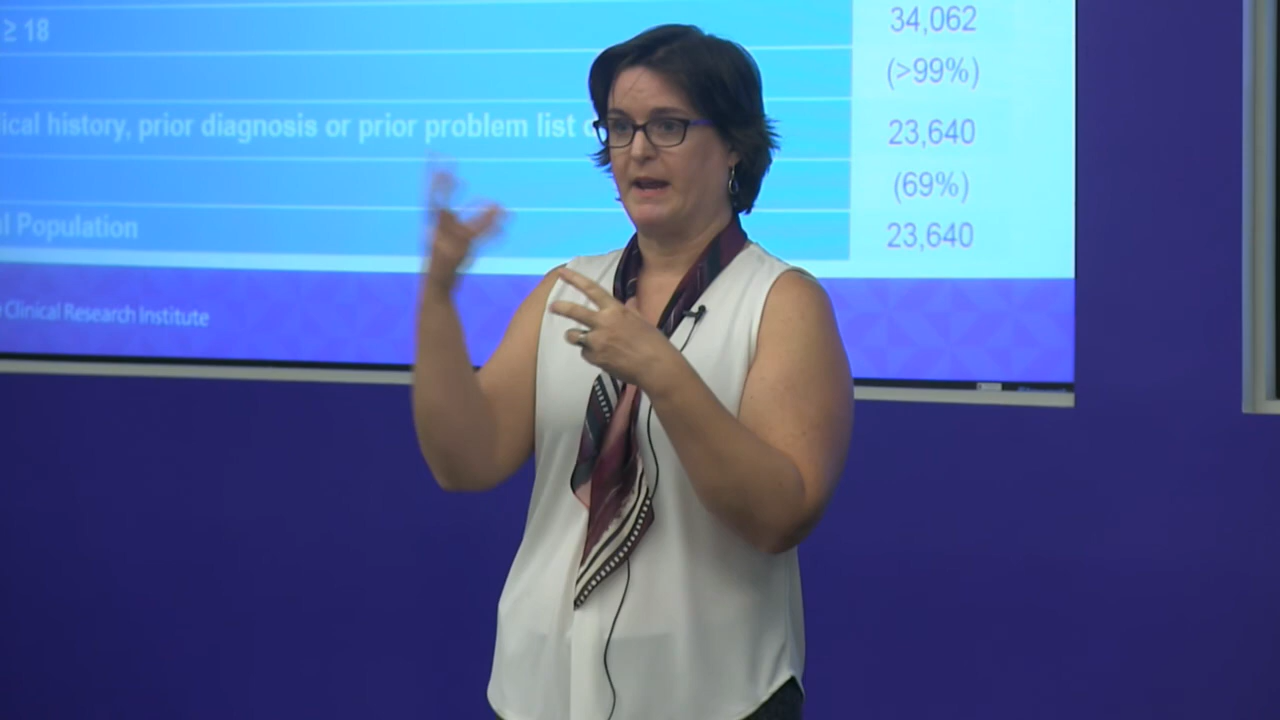 ≥ 18
34,062
(>99%)
ical history, prior diagnosis or prior problem list
23,640
(69%)
l Population
23,640
Clinical Research Institute